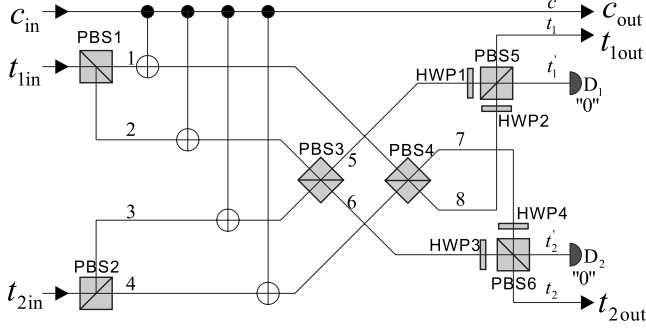 c_in c c_out
PBS1 t_1 t_1out
t_1in 1 PBS5
HWP1 t_1' D_1
"0"
2 HWP2
PBS3 5 PBS4 7
3 6 8
HWP4
PBS2 HWP3 t_2' D_2
"0"
t_2in 4 PBS6
t_2 t_2out